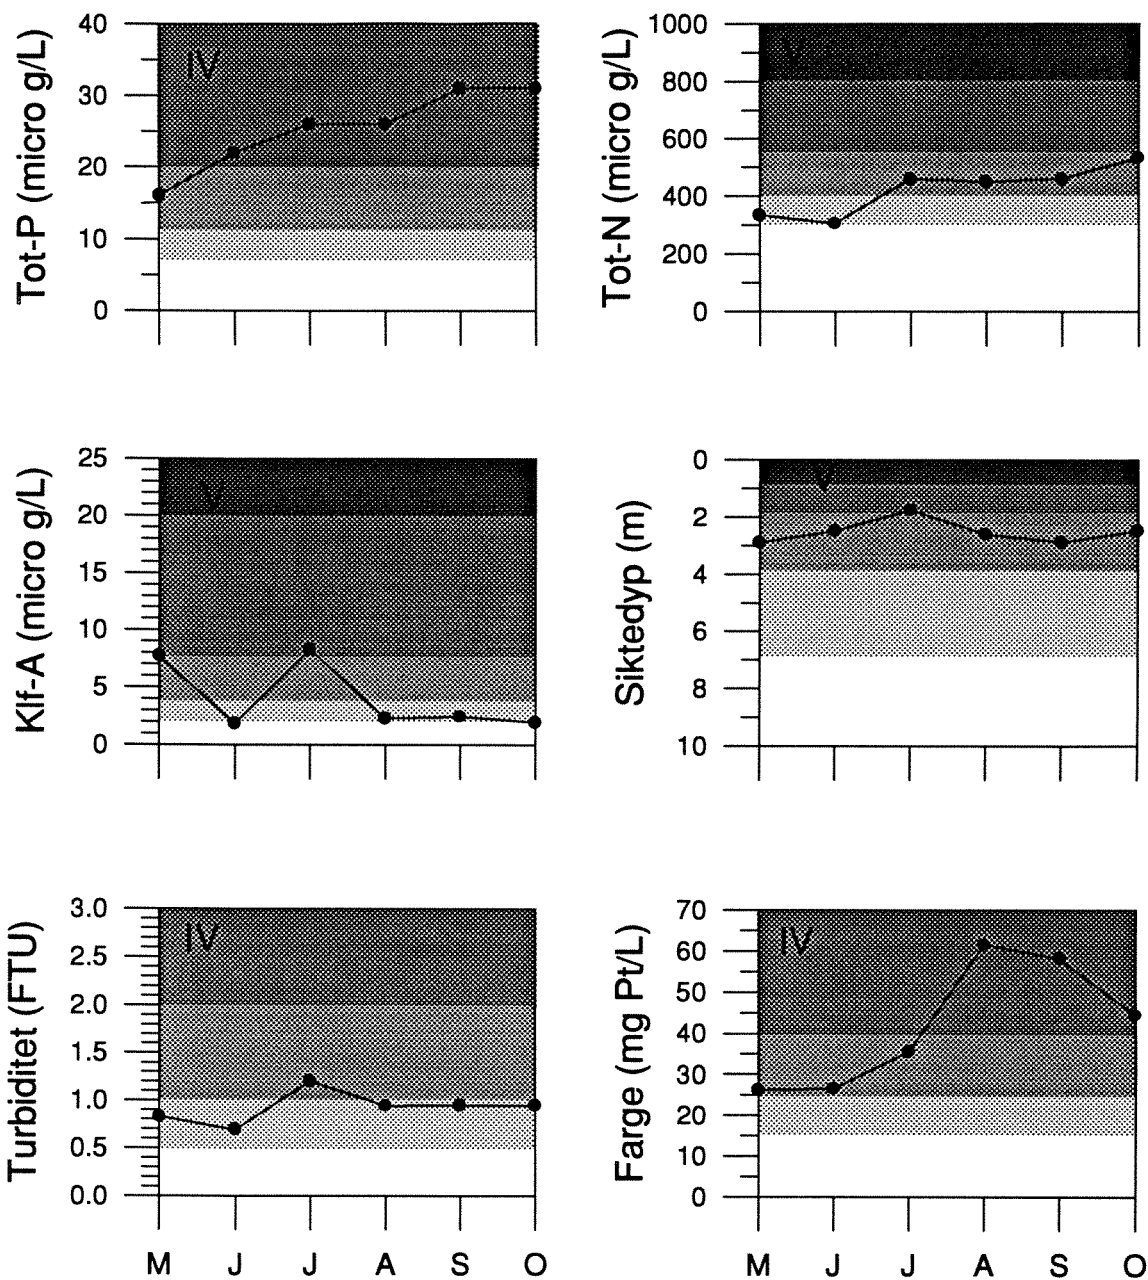 Tot-P (micro g/L)
40
30
20
10
0
IV
Tot-N (micro g/L)
1000
800
600
400
200
0
V
Klf-A (micro g/L)
25
20
15
10
5
0
V
Siktedyp (m)
0
2
4
6
8
10
V
Turbiditet (FTU)
3.0
2.5
2.0
1.5
1.0
0.5
0.0
IV
M J J A S O
Farge (mg Pt/L)
70
60
50
40
30
20
10
0
IV
M J J A S O